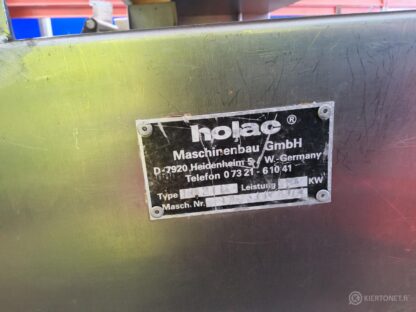 holac ®
Maschinenbau GmbH
D-7920 Heidenheim 5 W.-Germany
Telefon 0 73 21 - 6 10 41
Type Leistung KW
Masch. Nr.
KIERTONET.FI